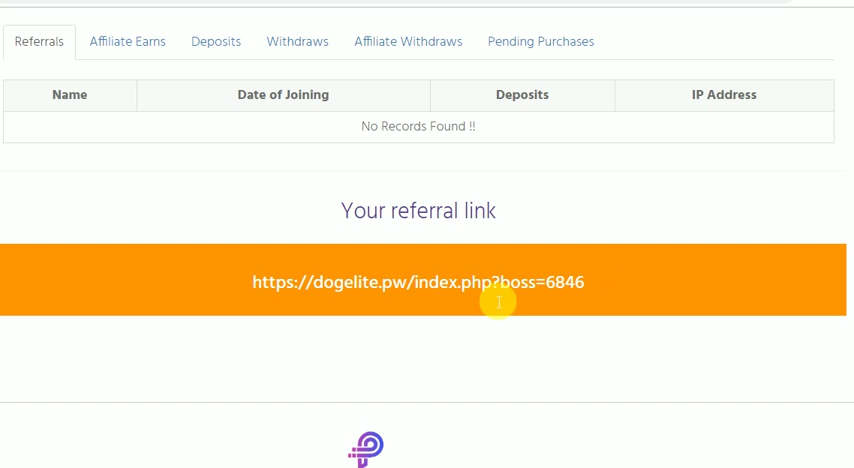 Referrals Affiliate Earns Deposits Withdraws Affiliate Withdraws Pending Purchases
Name Date of Joining Deposits IP Address
No Records Found !!
Your referral link
https://dogelite.pw/index.php?boss=6846